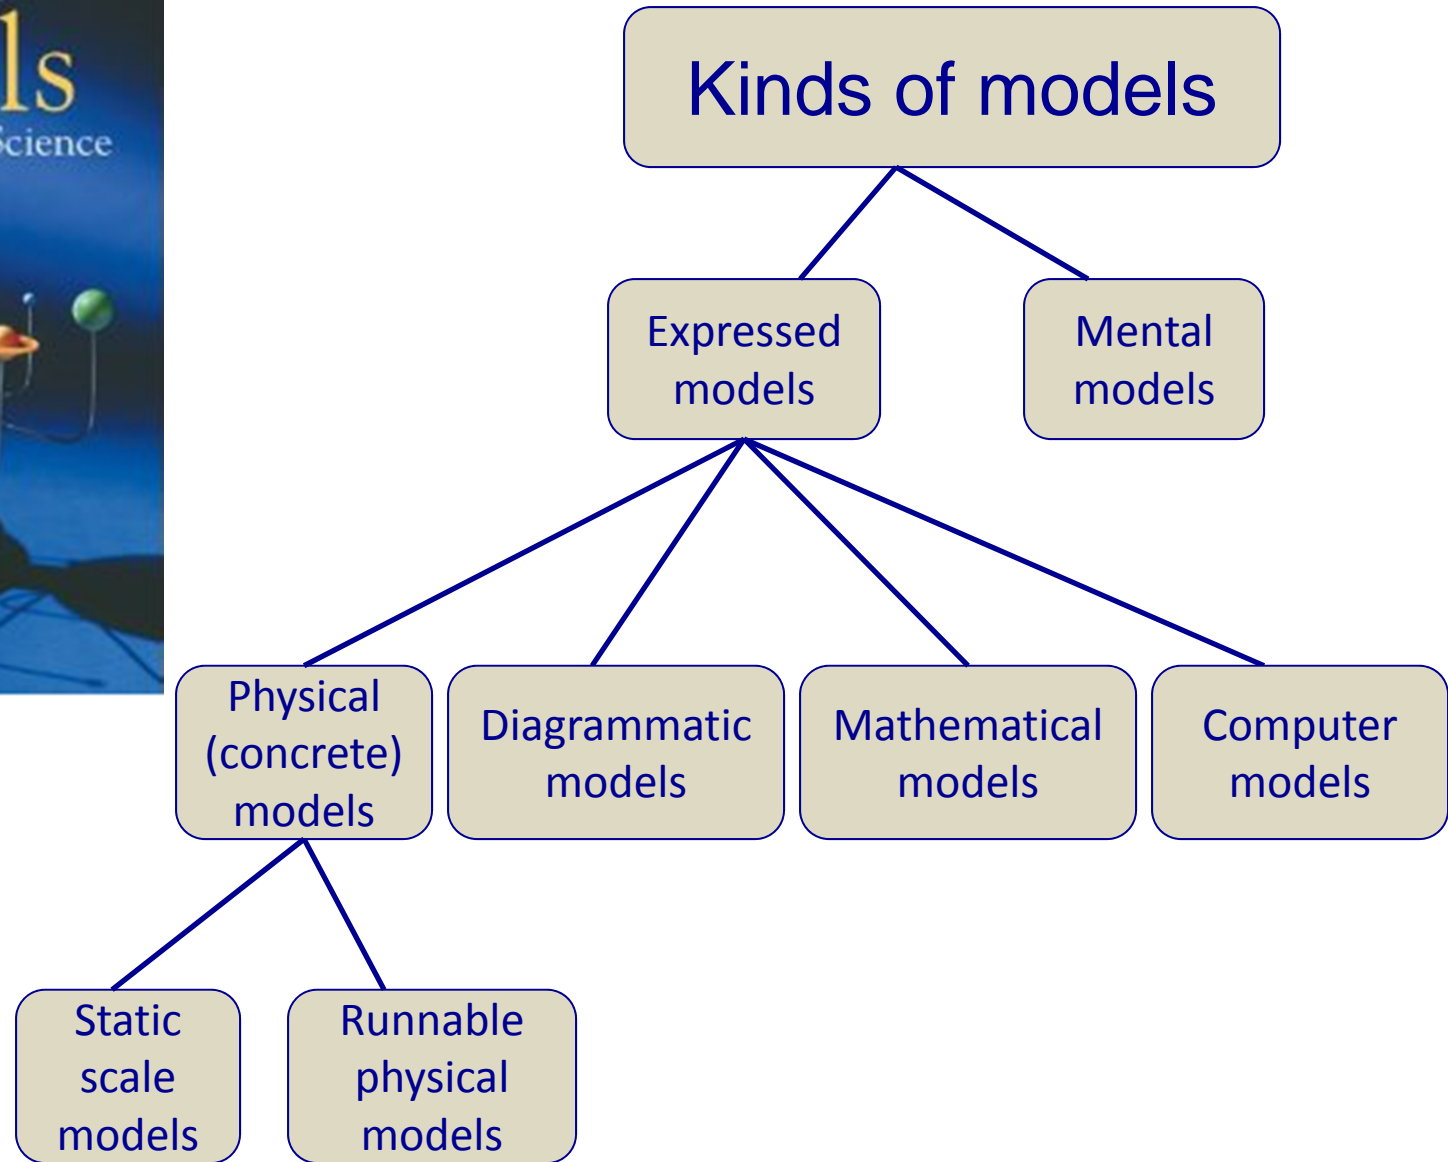 ls
Science
Kinds of models
Expressed
models
Mental
models
Physical
(concrete)
models
Diagrammatic
models
Mathematical
models
Computer
models
Static
scale
models
Runnable
physical
models